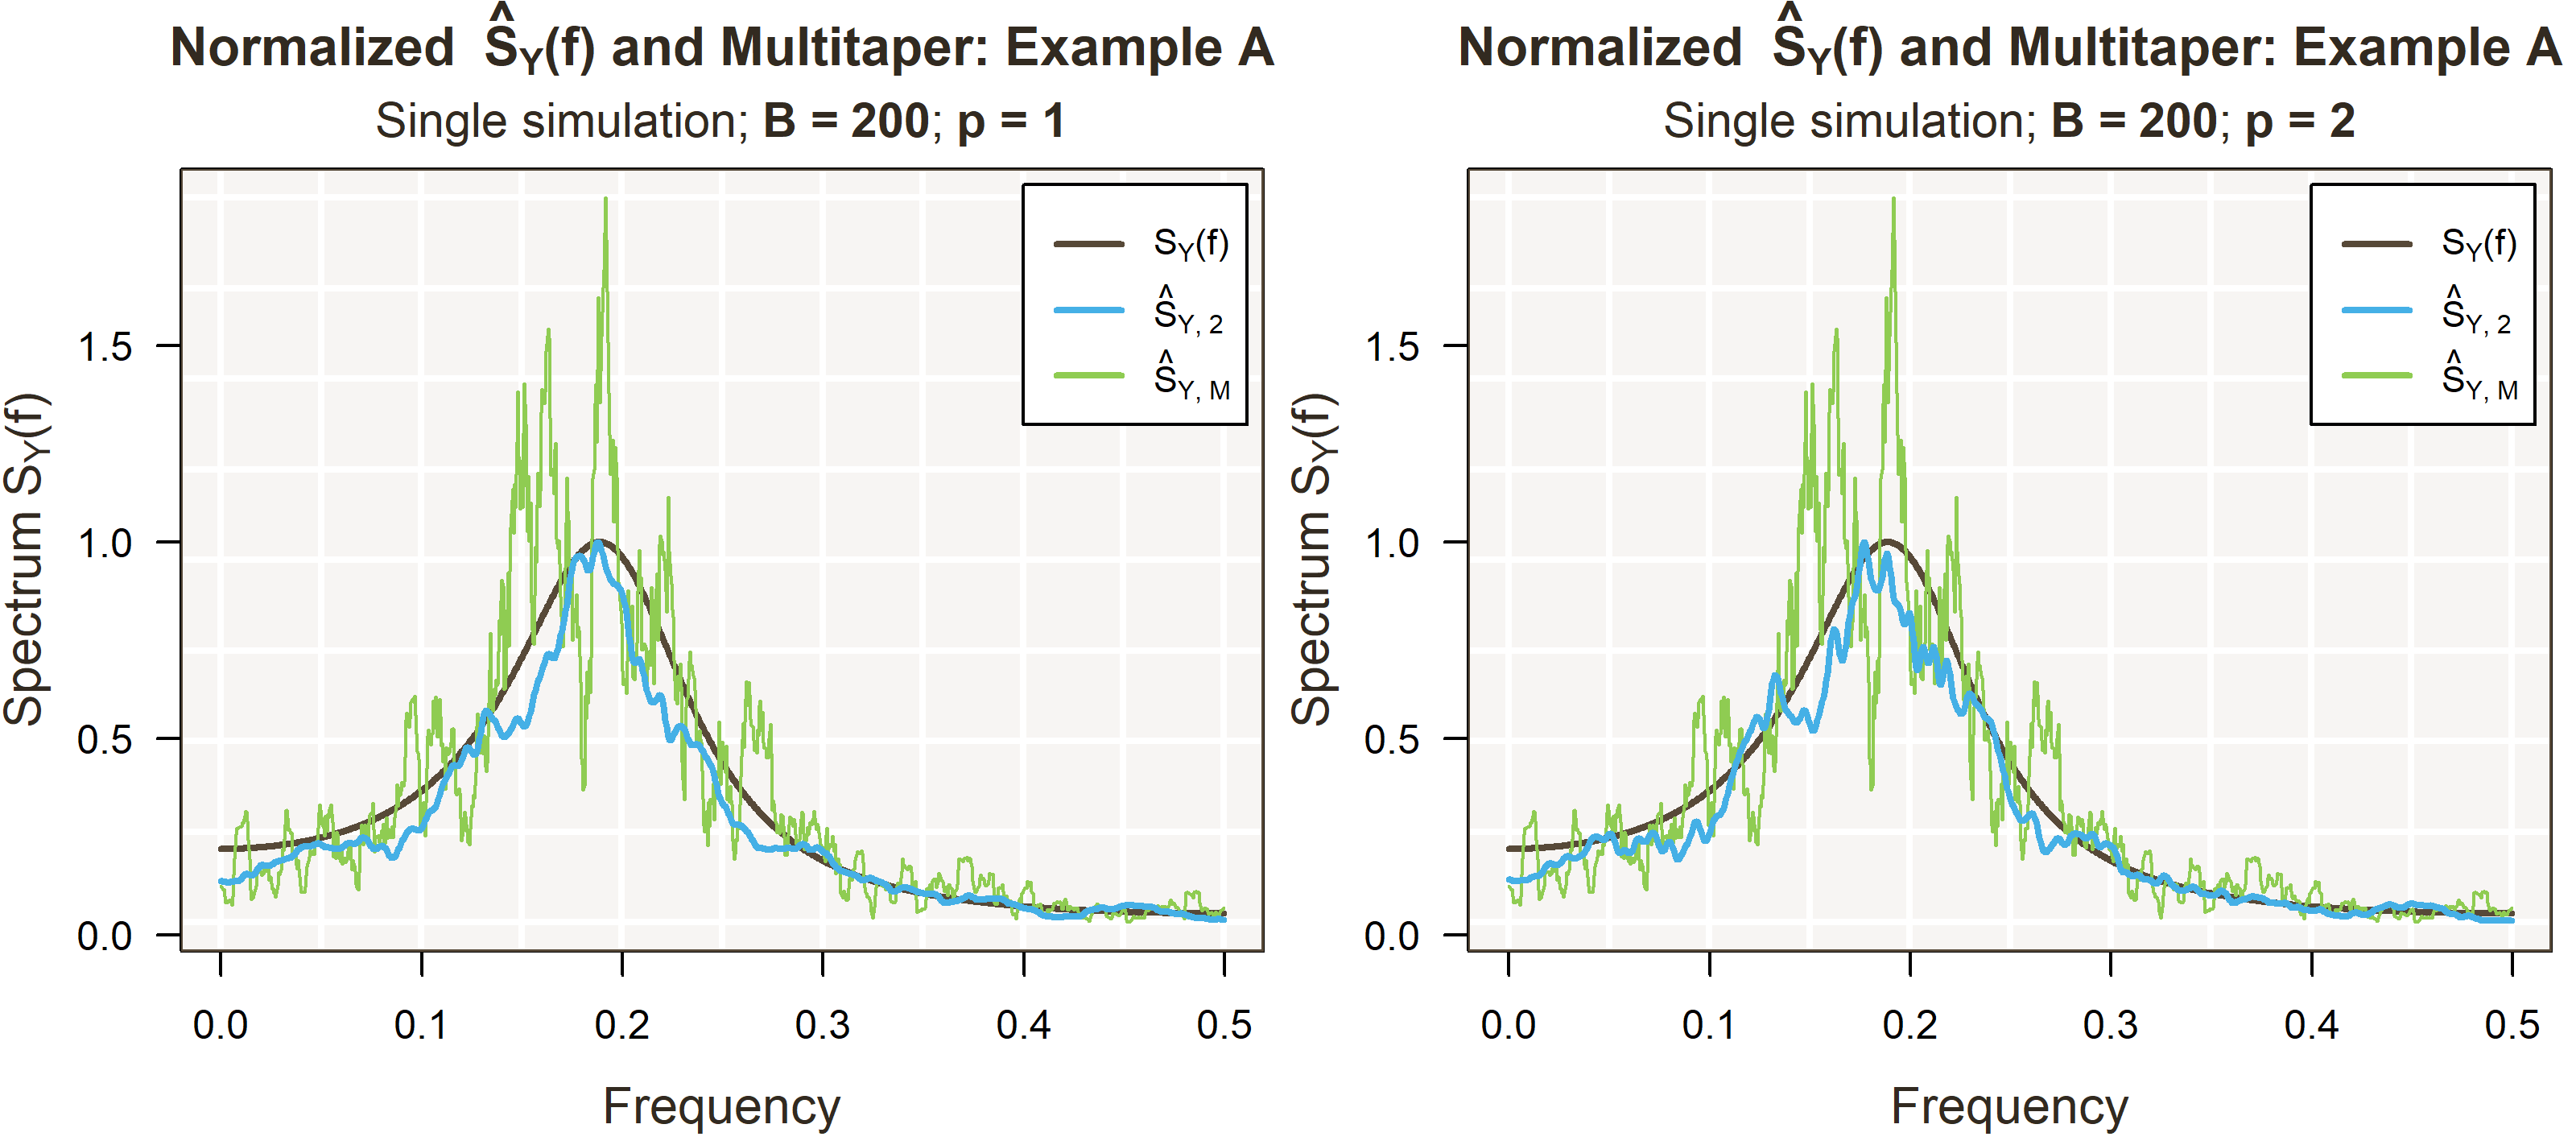 Normalized Ŝ_Y(f) and Multitaper: Example A
Single simulation; B = 200; p = 1
S_Y(f)
Ŝ_Y, 2
Ŝ_Y, M
Spectrum S_Y(f)
1.5
1.0
0.5
0.0
0.0 0.1 0.2 0.3 0.4 0.5
Frequency
Normalized Ŝ_Y(f) and Multitaper: Example A
Single simulation; B = 200; p = 2
S_Y(f)
Ŝ_Y, 2
Ŝ_Y, M
Spectrum S_Y(f)
1.5
1.0
0.5
0.0
0.0 0.1 0.2 0.3 0.4 0.5
Frequency